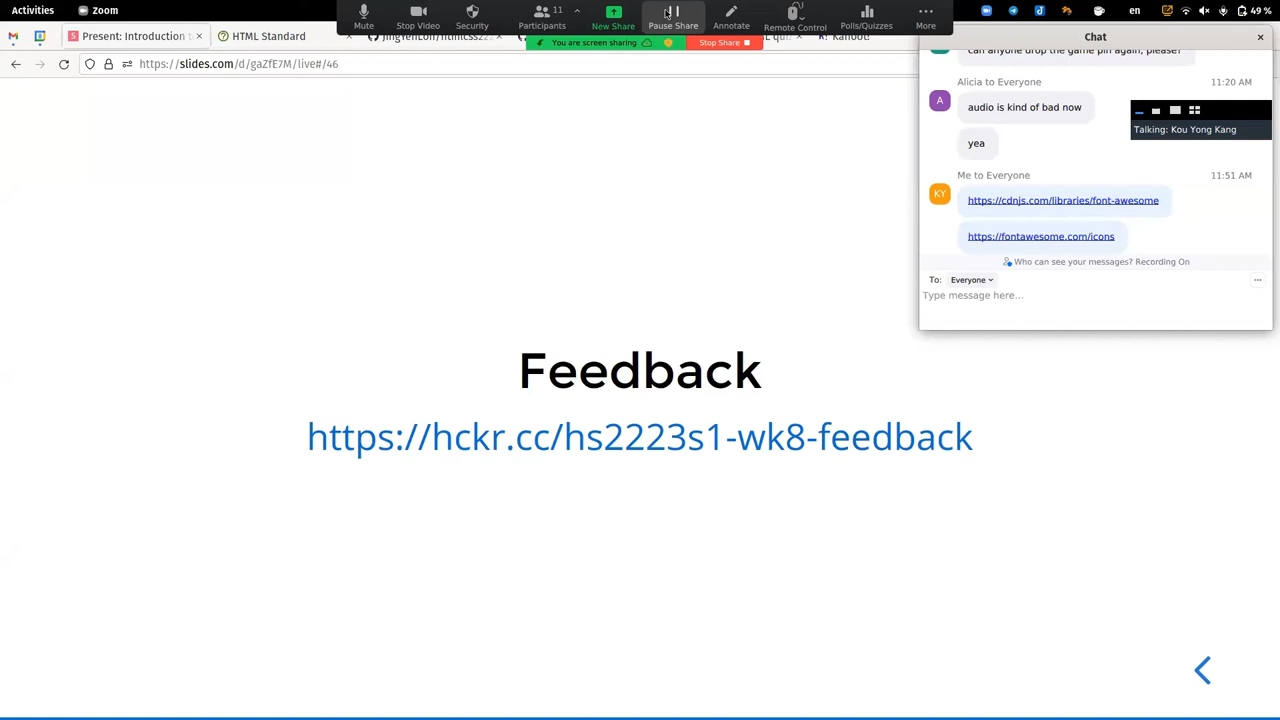 Activities
Zoom
en
49 %
Mute
Stop Video
Security
11
Participants
New Share
Pause Share
Annotate
Remote Control
Polls/Quizzes
More
Present: Introduction t
HTML Standard
You are screen sharing
Stop Share
https://slides.com/d/gaZfE7M/live#/46
Chat
can anyone drop the game pin again, please?
Alicia to Everyone
11:20 AM
A
audio is kind of bad now
Talking: Kou Yong Kang
yea
Me to Everyone
11:51 AM
KY
https://cdnjs.com/libraries/font-awesome
https://fontawesome.com/icons
Who can see your messages? Recording On
To: Everyone
Type message here...
Feedback
https://hckr.cc/hs2223s1-wk8-feedback